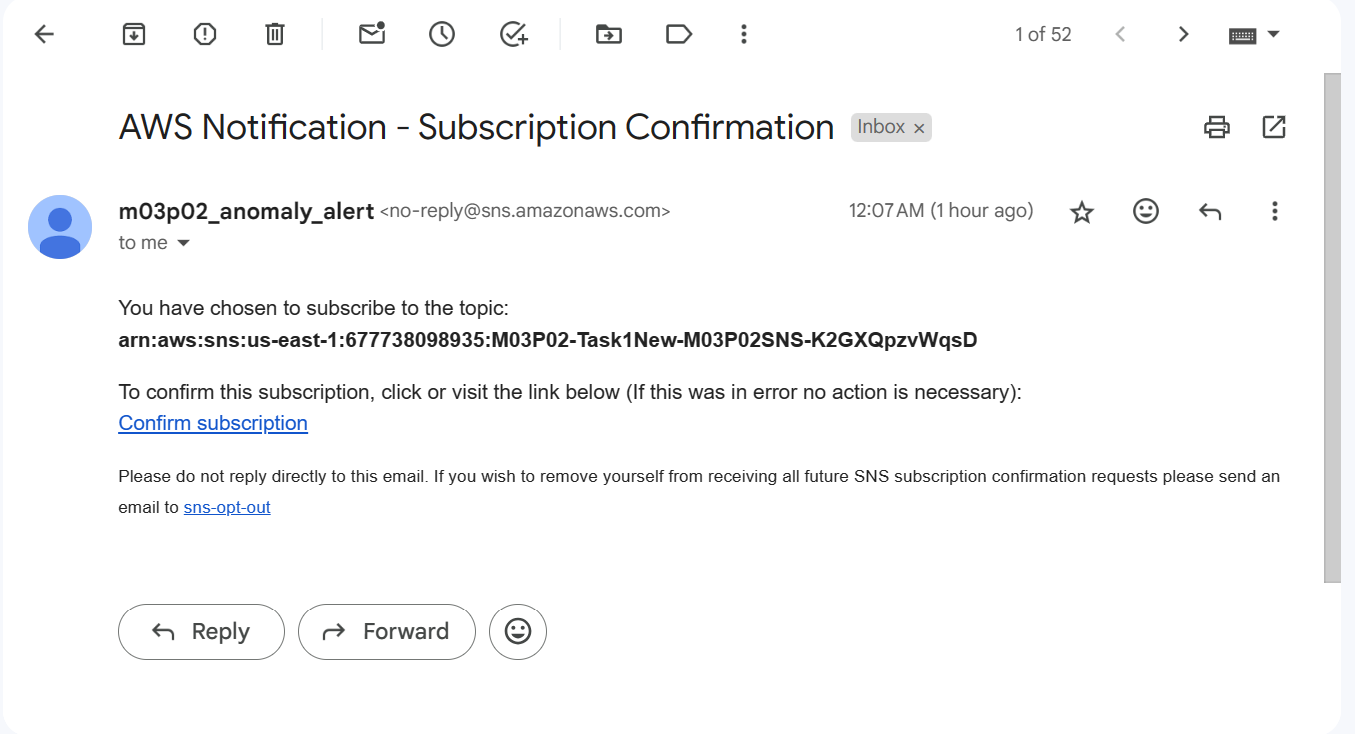 1 of 52
AWS Notification - Subscription Confirmation Inbox ×
m03p02_anomaly_alert <no-reply@sns.amazonaws.com> 12:07 AM (1 hour ago)
to me
You have chosen to subscribe to the topic:
arn:aws:sns:us-east-1:677738098935:M03P02-Task1New-M03P02SNS-K2GXQpzvWqsD
To confirm this subscription, click or visit the link below (If this was in error no action is necessary):
Confirm subscription
Please do not reply directly to this email. If you wish to remove yourself from receiving all future SNS subscription confirmation requests please send an
email to sns-opt-out
Reply Forward